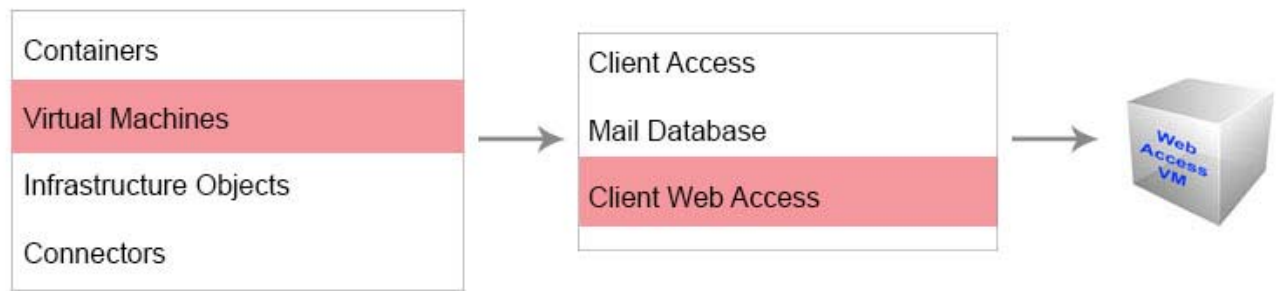 Containers
Virtual Machines
Infrastructure Objects
Connectors
Client Access
Mail Database
Client Web Access
Web
Access
VM